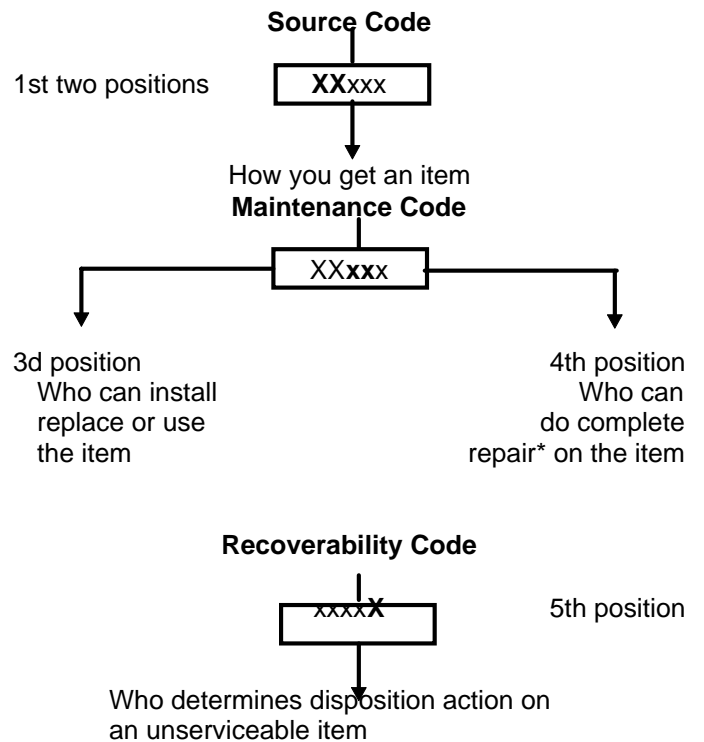 Source Code
1st two positions
XXxxx
How you get an item
Maintenance Code
XXxxx
3d position
Who can install
replace or use
the item
4th position
Who can
do complete
repair* on the item
Recoverability Code
xxxxX
5th position
Who determines disposition action on
an unserviceable item